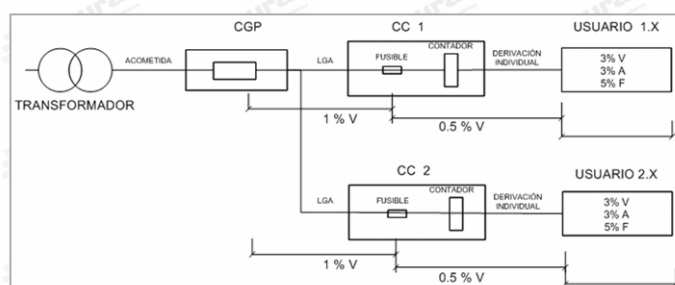 CGP
CC 1
USUARIO 1.X
ACOMETIDA
LGA
FUSIBLE
CONTADOR
DERIVACIÓN
INDIVIDUAL
3% V
3% A
5% F
TRANSFORMADOR
1 % V
0.5 % V
CC 2
USUARIO 2.X
LGA
FUSIBLE
CONTADOR
DERIVACIÓN
INDIVIDUAL
3% V
3% A
5% F
1 % V
0.5 % V